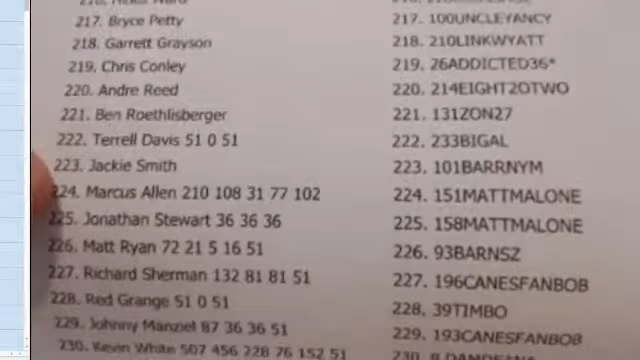 217. Bryce Petty 217. 100UNCLEYANCY
218. Garrett Grayson 218. 210LINKWYATT
219. Chris Conley 219. 26ADDICTED36*
220. Andre Reed 220. 214EIGHT2OTWO
221. Ben Roethlisberger 221. 131ZON27
222. Terrell Davis 51 0 51 222. 233BIGAL
223. Jackie Smith 223. 101BARRNYM
224. Marcus Allen 210 108 31 77 102 224. 151MATTMALONE
225. Jonathan Stewart 36 36 36 225. 158MATTMALONE
226. Matt Ryan 72 21 5 16 51 226. 93BARNSZ
227. Richard Sherman 132 81 81 51 227. 196CANESFANBOB
228. Red Grange 51 0 51 228. 39TIMBO
229. Johnny Manziel 87 36 36 51 229. 193CANESFANBOB
230. Kevin White 507 456 228 76 152 51 230.